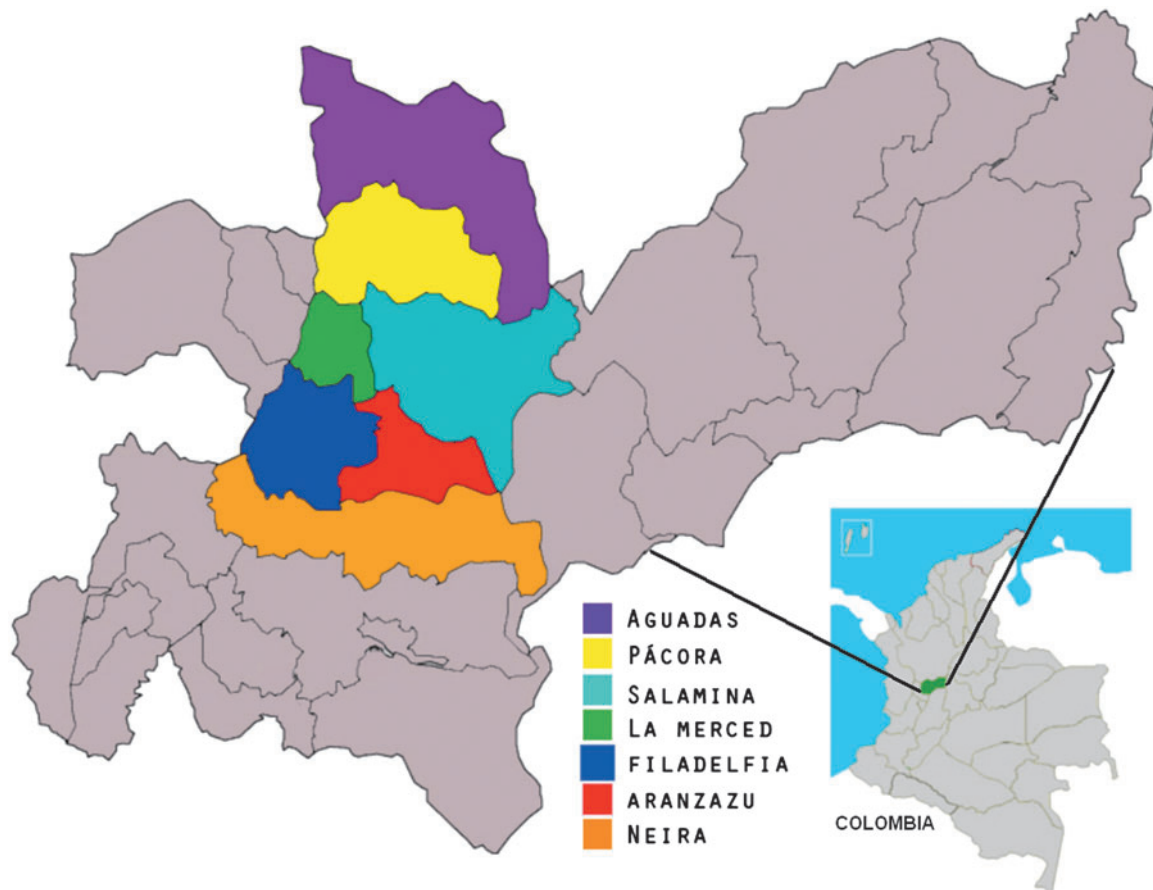 AGUADAS
PÁCORA
SALAMINA
LA MERCED
FILADELFIA
ARANZAZU
NEIRA
COLOMBIA